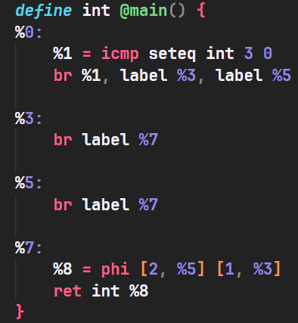 define int @main() {
%0:
    %1 = icmp seteq int 3 0
    br %1, label %3, label %5

%3:
    br label %7

%5:
    br label %7

%7:
    %8 = phi [2, %5] [1, %3]
    ret int %8
}